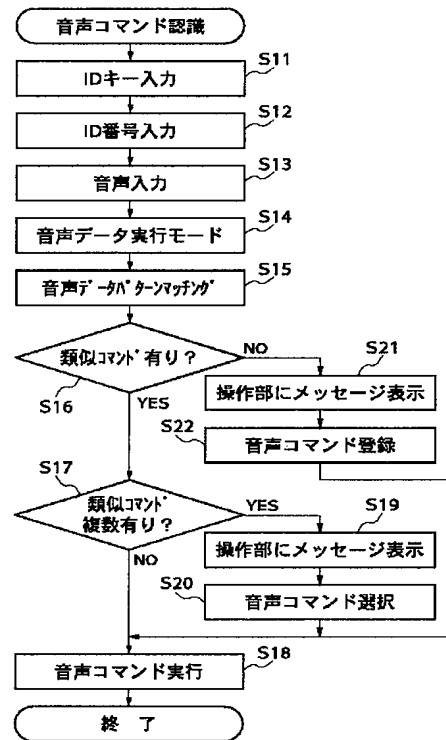 音声コマンド認識
S11
IDキー入力
S12
ID番号入力
S13
音声入力
S14
音声データ実行モード
S15
音声ﾃﾞｰﾀﾊﾟﾀｰﾝﾏｯﾁﾝｸﾞ
類似ｺﾏﾝﾄﾞ有り？
NO
S16
YES
S21
操作部にメッセージ表示
S22
音声コマンド登録
S17
類似ｺﾏﾝﾄﾞ
複数有り？
YES
NO
S19
操作部にメッセージ表示
S20
音声コマンド選択
S18
音声コマンド実行
終 了